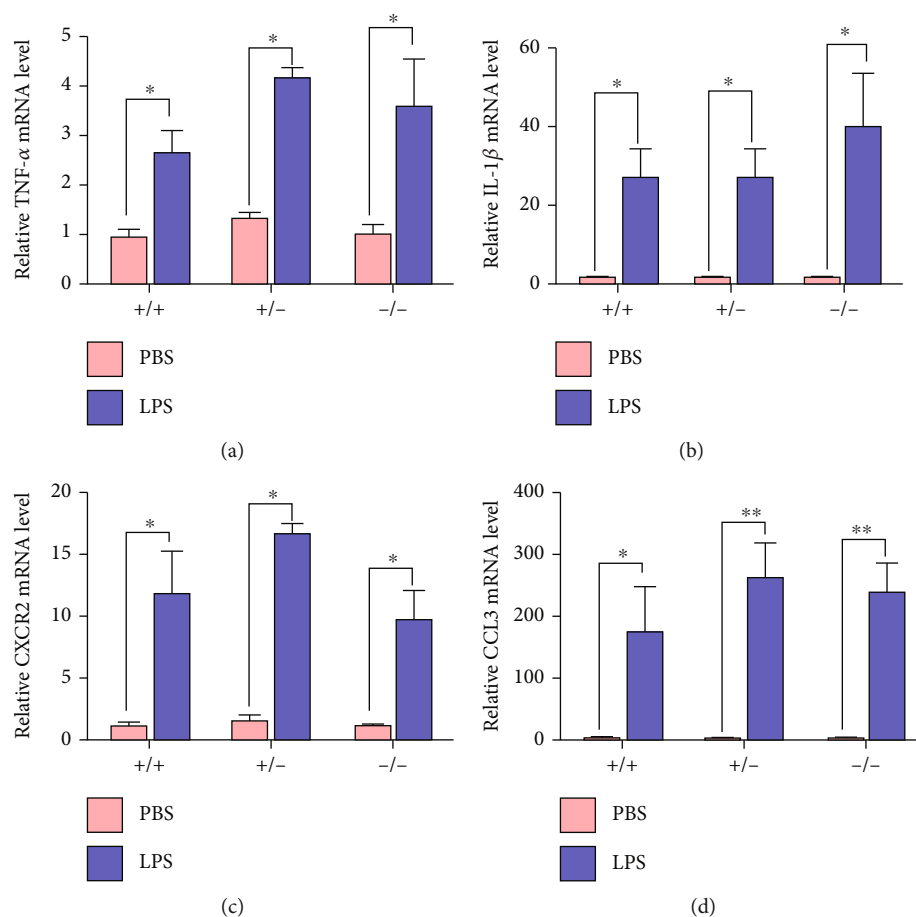 Relative TNF-α mRNA level
5
4
3
2
1
0
*
*
*
+/+
+/–
–/–
PBS
LPS
(a)
Relative IL-1β mRNA level
60
40
20
0
*
*
*
+/+
+/–
–/–
PBS
LPS
(b)
Relative CXCR2 mRNA level
20
15
10
5
0
*
*
*
+/+
+/–
–/–
PBS
LPS
(c)
Relative CCL3 mRNA level
400
300
200
100
0
*
**
**
+/+
+/–
–/–
PBS
LPS
(d)